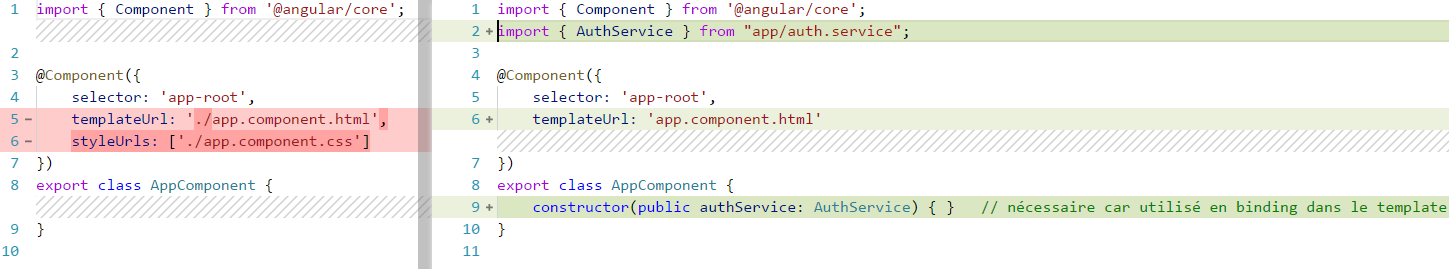 1 import { Component } from '@angular/core';
2
3 @Component({
4 selector: 'app-root',
5 - templateUrl: './app.component.html',
6 - styleUrls: ['./app.component.css']
7 })
8 export class AppComponent {
9 }
10
1 import { Component } from '@angular/core';
2 + import { AuthService } from "app/auth.service";
3
4 @Component({
5 selector: 'app-root',
6 + templateUrl: 'app.component.html'
7 })
8 export class AppComponent {
9 + constructor(public authService: AuthService) { } // nécessaire car utilisé en binding dans le template
10 }
11